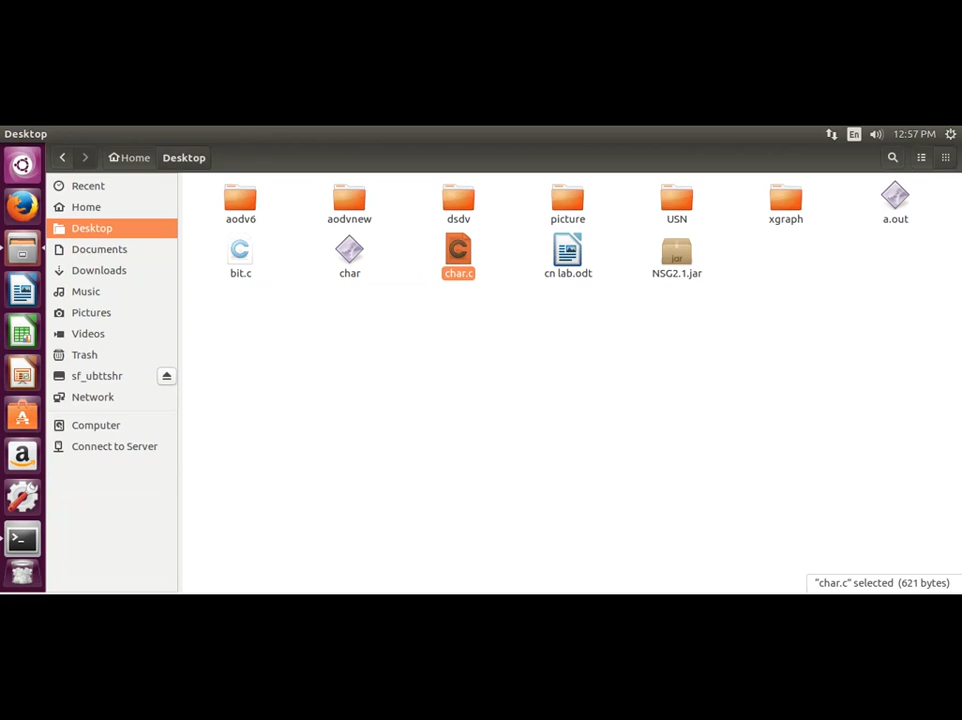 Desktop
En
12:57 PM
Home
Desktop
Recent
Home
Desktop
Documents
Downloads
Music
Pictures
Videos
Trash
sf_ubttshr
Network
Computer
Connect to Server
aodv6
aodvnew
dsdv
picture
USN
xgraph
a.out
bit.c
char
char.c
cn lab.odt
jar
NSG2.1.jar
"char.c" selected (621 bytes)